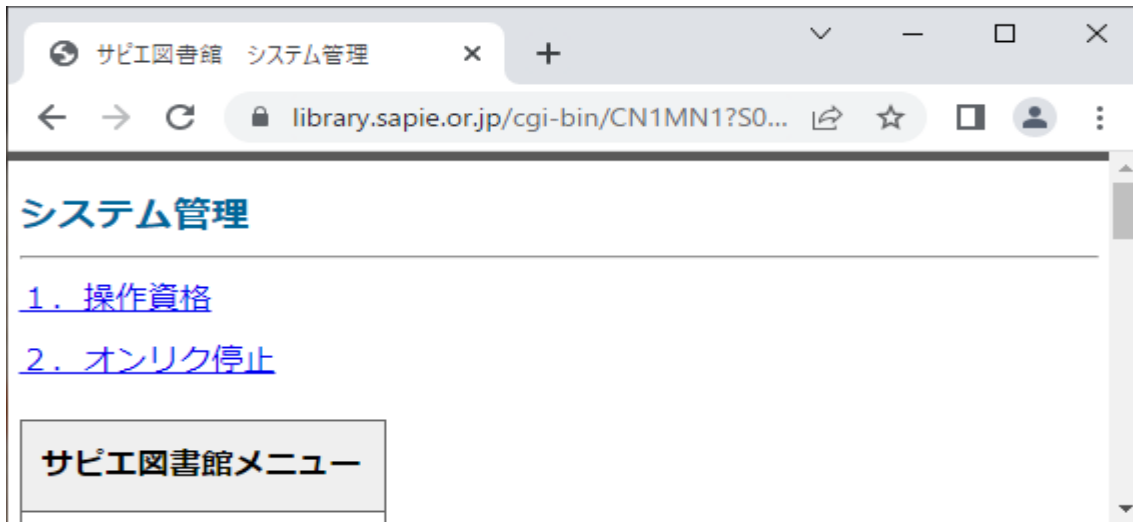 サピエ図書館　システム管理
library.sapie.or.jp/cgi-bin/CN1MN1?S0...
システム管理
１．操作資格
２．オンリク停止
サピエ図書館メニュー